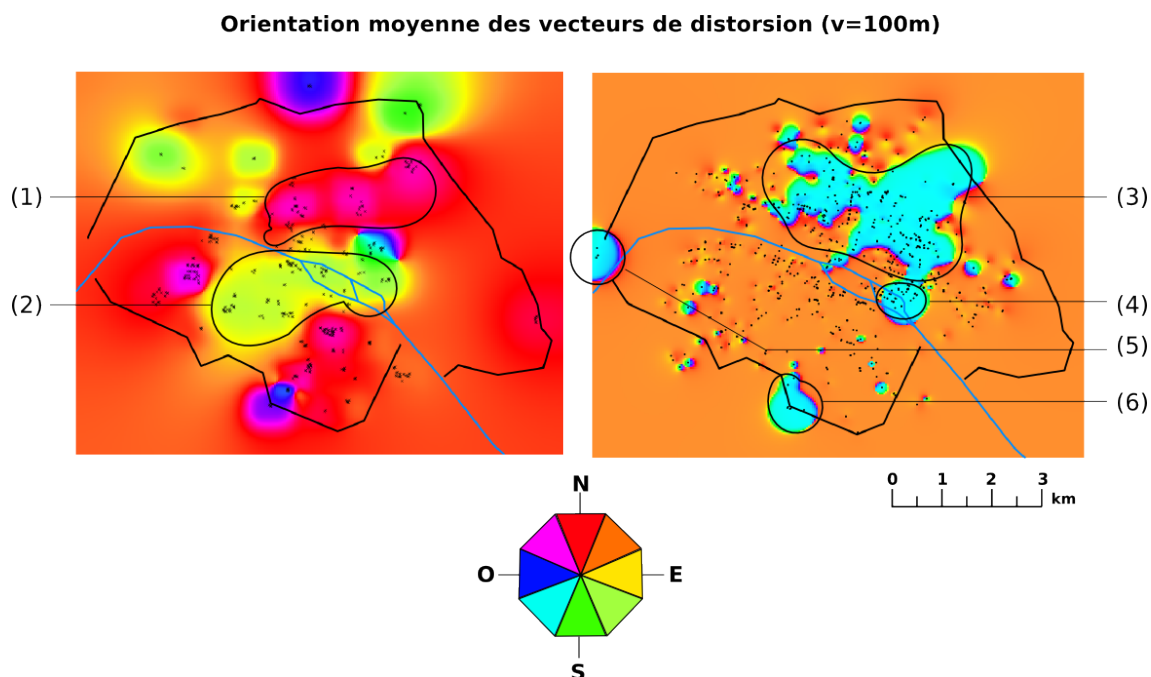 Orientation moyenne des vecteurs de distorsion (v=100m)
(1)
(2)
(3)
(4)
(5)
(6)
0 1 2 3
km
N
O E
S